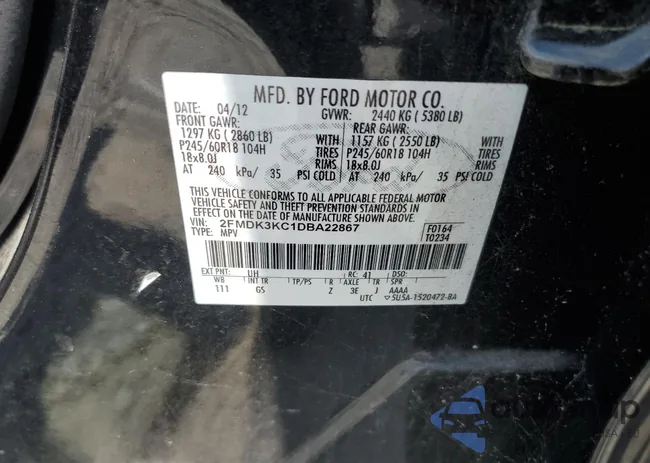 MFD. BY FORD MOTOR CO.
DATE: 04/12 GVWR: 2440 KG ( 5380 LB)
FRONT GAWR: REAR GAWR:
1297 KG ( 2860 LB) WITH 1157 KG ( 2550 LB) WITH
P245/60R18 104H TIRES P245/60R18 104H TIRES
18x8.0J RIMS 18x8.0J RIMS
AT 240 kPa/ 35 PSI COLD AT 240 kPa/ 35 PSI COLD
THIS VEHICLE CONFORMS TO ALL APPLICABLE FEDERAL MOTOR
VEHICLE SAFETY AND THEFT PREVENTION STANDARDS IN EFFECT
ON THE DATE OF MANUFACTURE SHOWN ABOVE.
VIN: 2FMDK3KC1DBA22867 F0164
TYPE: MPV T0234
EXT PNT: UH RC: 41 DSO:
WB INT TR TP/PS R AXLE TR SPR
111 GS Z 3E J AAAA
UTC 5U5A-1520472-BA